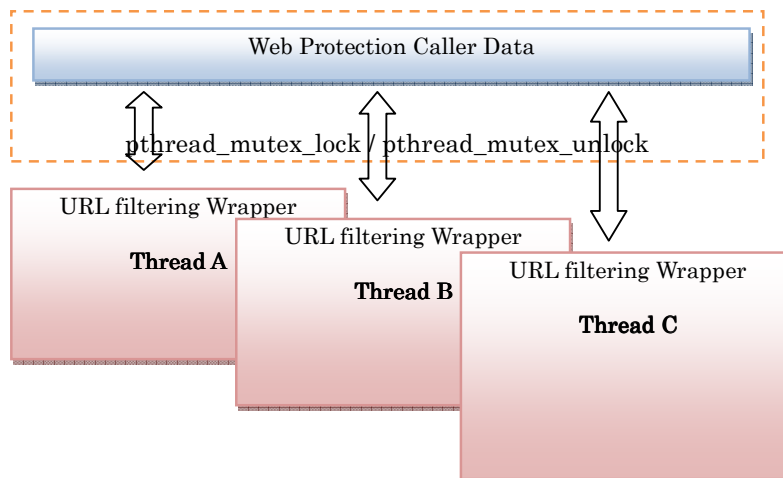 Web Protection Caller Data
pthread_mutex_lock / pthread_mutex_unlock
URL filtering Wrapper
Thread A
URL filtering Wrapper
Thread B
URL filtering Wrapper
Thread C